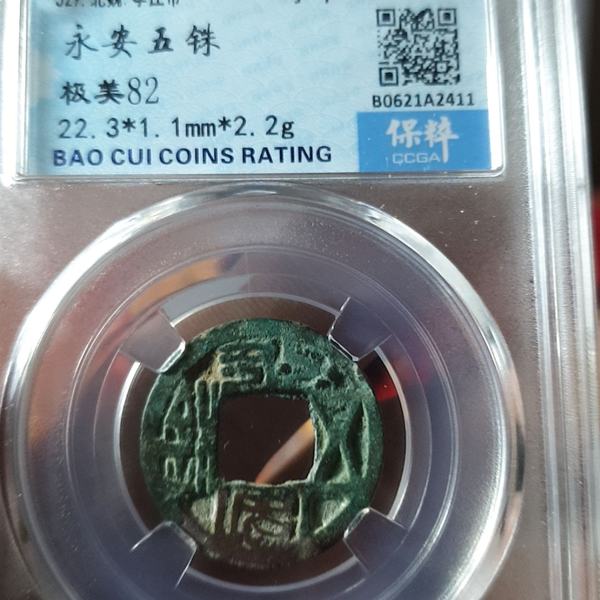 永安五铢
极美82
22.3*1.1mm*2.2g
BAO CUI COINS RATING
B0621A2411
保粹
CCGA